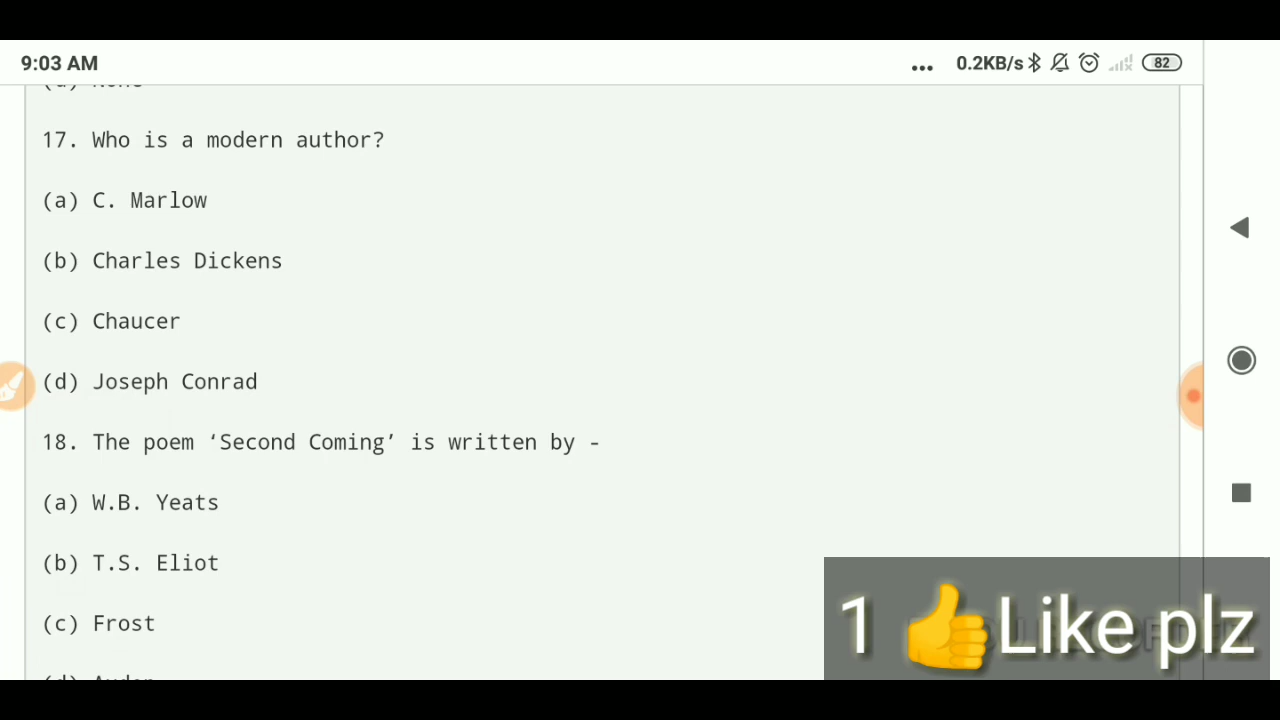 9:03 AM
... 0.2KB/s 82
17. Who is a modern author?
(a) C. Marlow
(b) Charles Dickens
(c) Chaucer
(d) Joseph Conrad
18. The poem ‘Second Coming’ is written by -
(a) W.B. Yeats
(b) T.S. Eliot
(c) Frost
1 👍Like plz